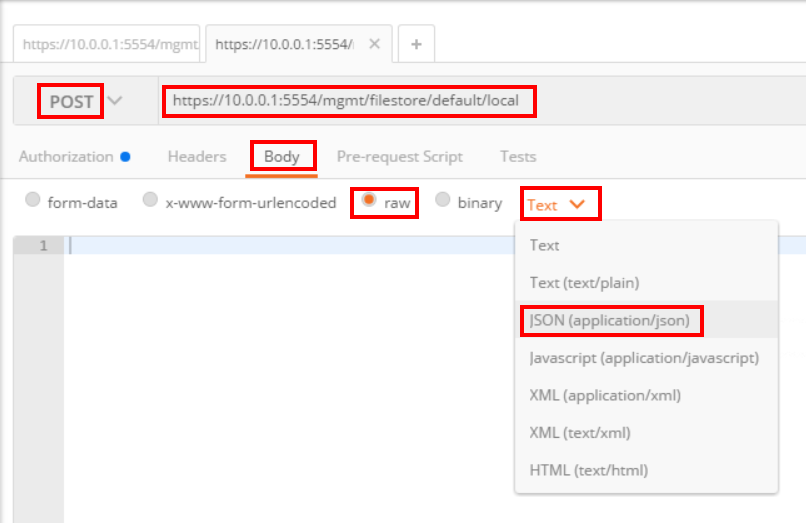 https://10.0.0.1:5554/mgmt
https://10.0.0.1:5554/
POST
https://10.0.0.1:5554/mgmt/filestore/default/local
Authorization Headers Body Pre-request Script Tests
form-data x-www-form-urlencoded raw binary Text
1
Text
Text (text/plain)
JSON (application/json)
Javascript (application/javascript)
XML (application/xml)
XML (text/xml)
HTML (text/html)